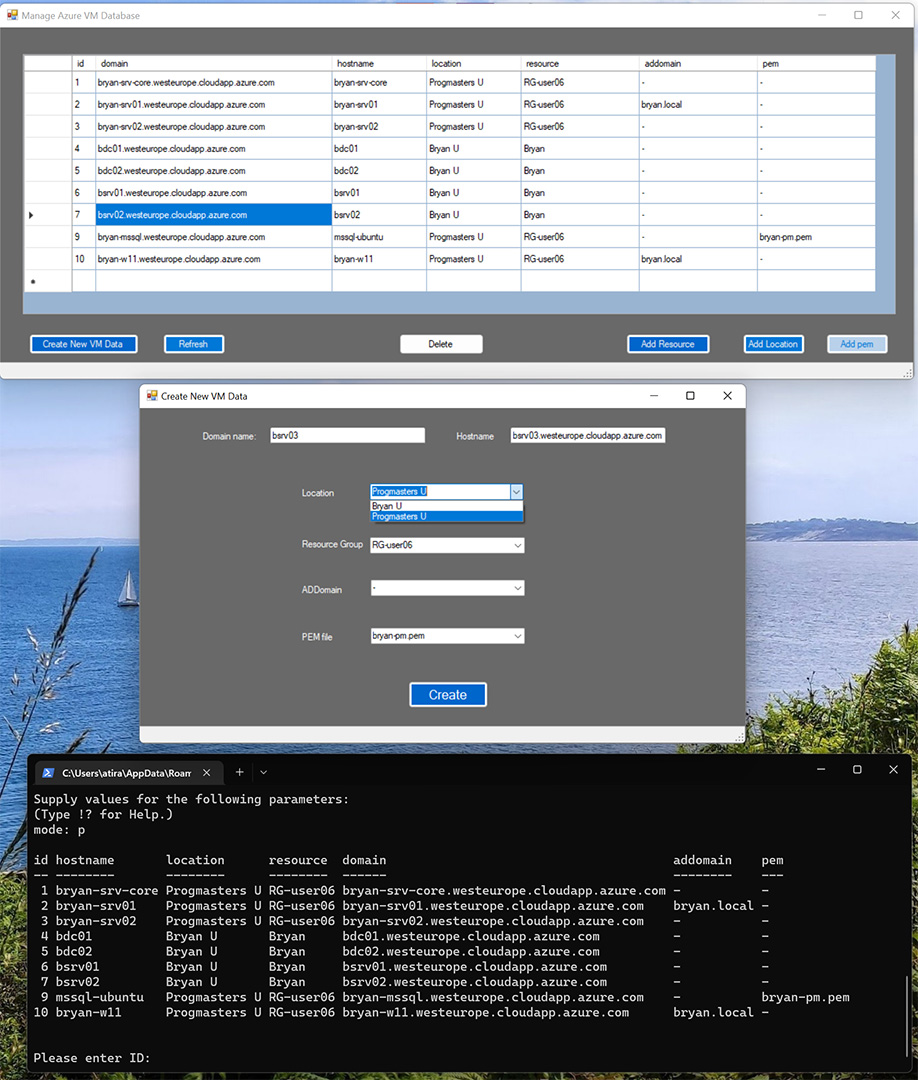 Manage Azure VM Database
id domain hostname location resource addomain pem
1 bryan-srv-core.westeurope.cloudapp.azure.com bryan-srv-core Progmasters U RG-user06 - -
2 bryan-srv01.westeurope.cloudapp.azure.com bryan-srv01 Progmasters U RG-user06 bryan.local -
3 bryan-srv02.westeurope.cloudapp.azure.com bryan-srv02 Progmasters U RG-user06 - -
4 bdc01.westeurope.cloudapp.azure.com bdc01 Bryan U Bryan - -
5 bdc02.westeurope.cloudapp.azure.com bdc02 Bryan U Bryan - -
6 bsrv01.westeurope.cloudapp.azure.com bsrv01 Bryan U Bryan - -
7 bsrv02.westeurope.cloudapp.azure.com bsrv02 Bryan U Bryan - -
9 bryan-mssql.westeurope.cloudapp.azure.com mssql-ubuntu Progmasters U RG-user06 - bryan-pm.pem
10 bryan-w11.westeurope.cloudapp.azure.com bryan-w11 Progmasters U RG-user06 bryan.local -
Create New VM Data Refresh Delete Add Resource Add Location Add pem
Create New VM Data
Domain name: bsrv03 Hostname bsrv03.westeurope.cloudapp.azure.com
Location Progmasters U
Bryan U
Progmasters U
Resource Group RG-user06
ADDomain -
PEM file bryan-pm.pem
Create
C:\Users\atira\AppData\Roam
Supply values for the following parameters:
(Type !? for Help.)
mode: p
id hostname location resource domain addomain pem
-- -------- -------- -------- ------ -------- ---
1 bryan-srv-core Progmasters U RG-user06 bryan-srv-core.westeurope.cloudapp.azure.com - -
2 bryan-srv01 Progmasters U RG-user06 bryan-srv01.westeurope.cloudapp.azure.com bryan.local -
3 bryan-srv02 Progmasters U RG-user06 bryan-srv02.westeurope.cloudapp.azure.com - -
4 bdc01 Bryan U Bryan bdc01.westeurope.cloudapp.azure.com - -
5 bdc02 Bryan U Bryan bdc02.westeurope.cloudapp.azure.com - -
6 bsrv01 Bryan U Bryan bsrv01.westeurope.cloudapp.azure.com - -
7 bsrv02 Bryan U Bryan bsrv02.westeurope.cloudapp.azure.com - -
9 mssql-ubuntu Progmasters U RG-user06 bryan-mssql.westeurope.cloudapp.azure.com - bryan-pm.pem
10 bryan-w11 Progmasters U RG-user06 bryan-w11.westeurope.cloudapp.azure.com bryan.local -
Please enter ID: